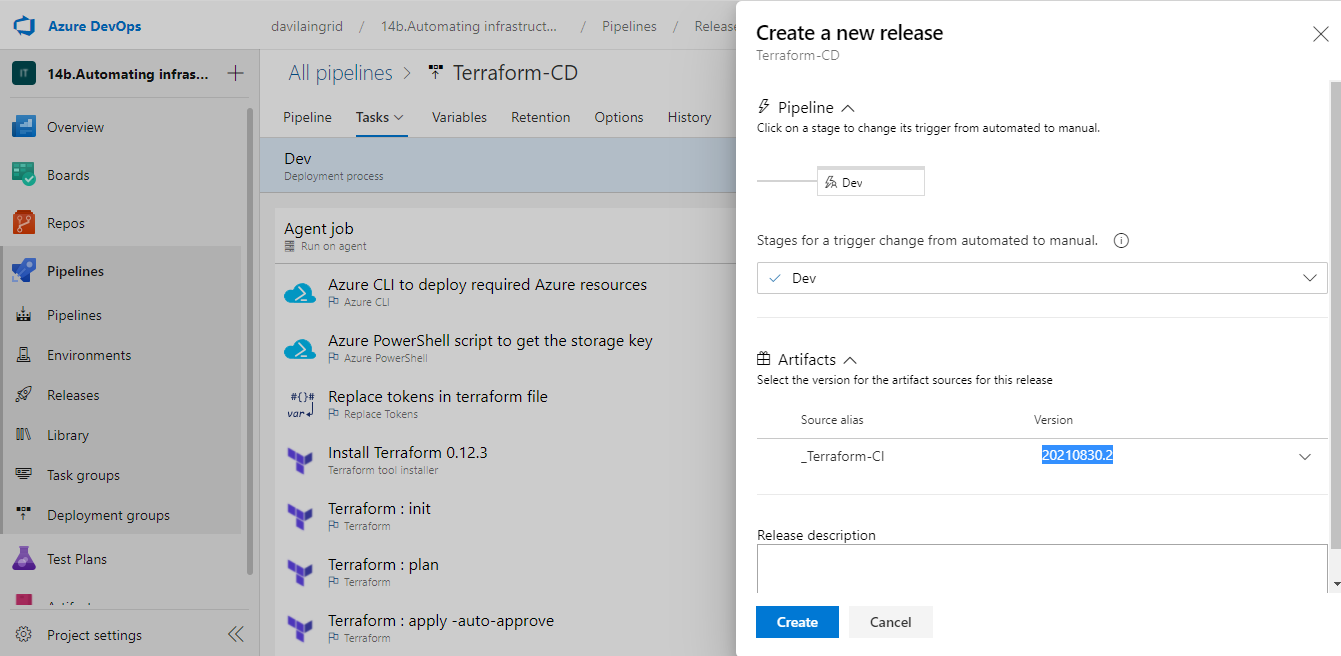 Azure DevOps
davilaingrid / 14b.Automating infrastruct... / Pipelines / Release
IT 14b.Automating infras...
Overview
Boards
Repos
Pipelines
Pipelines
Environments
Releases
Library
Task groups
Deployment groups
Test Plans
Project settings
All pipelines > Terraform-CD
Pipeline Tasks Variables Retention Options History
Dev
Deployment process
Agent job
Run on agent
Azure CLI to deploy required Azure resources
Azure CLI
Azure PowerShell script to get the storage key
Azure PowerShell
#{}#
var
Replace tokens in terraform file
Replace Tokens
Install Terraform 0.12.3
Terraform tool installer
Terraform : init
Terraform
Terraform : plan
Terraform
Terraform : apply -auto-approve
Terraform
Create a new release
Terraform-CD
Pipeline
Click on a stage to change its trigger from automated to manual.
Dev
Stages for a trigger change from automated to manual.
Dev
Artifacts
Select the version for the artifact sources for this release
Source alias Version
_Terraform-CI 20210830.2
Release description
Create Cancel